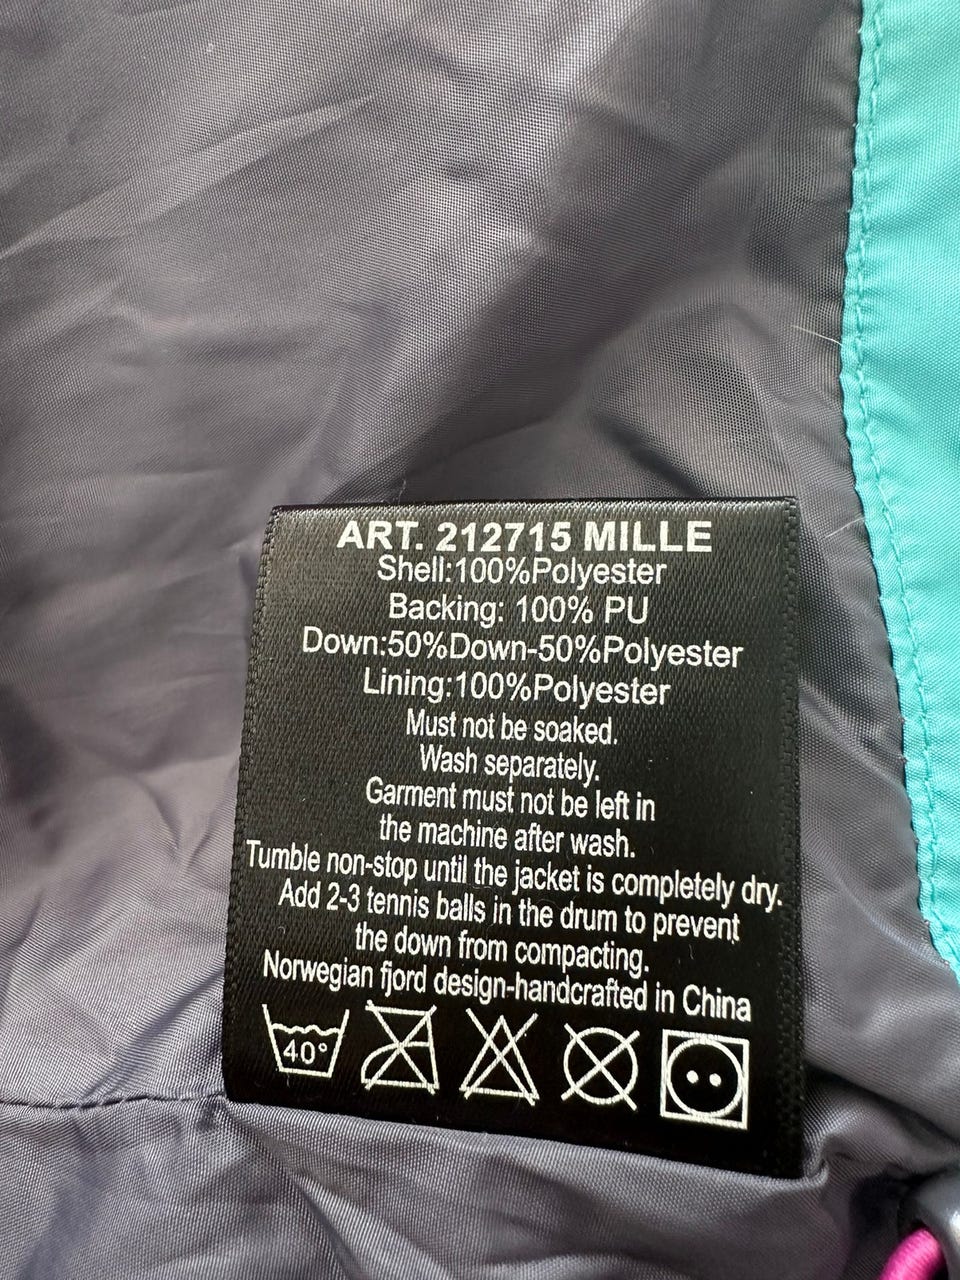 ART. 212715 MILLE
Shell:100%Polyester
Backing: 100% PU
Down:50%Down-50%Polyester
Lining:100%Polyester
Must not be soaked.
Wash separately.
Garment must not be left in
the machine after wash.
Tumble non-stop until the jacket is completely dry.
Add 2-3 tennis balls in the drum to prevent
the down from compacting.
Norwegian fjord design-handcrafted in China
40°